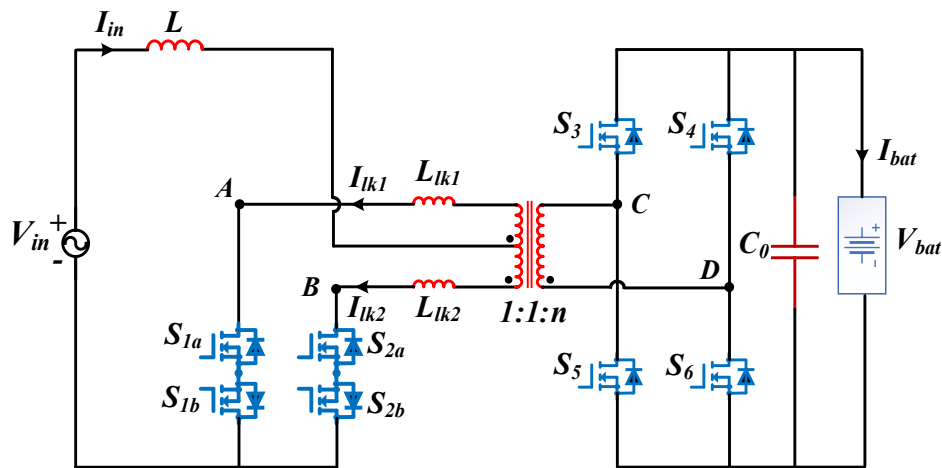 I_in
L
S_3
S_4
I_bat
A
I_lk1
L_lk1
C
V_in
+
-
C_0
+
-
V_bat
B
D
I_lk2
L_lk2
1:1:n
S_1a
S_2a
S_5
S_6
S_1b
S_2b